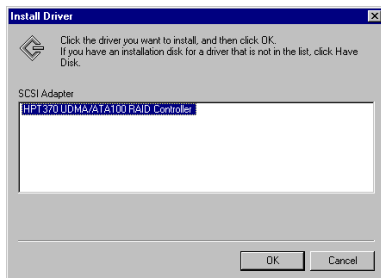 Install Driver
Click the driver you want to install, and then click OK.
If you have an installation disk for a driver that is not in the list, click Have
Disk.
SCSI Adapter
HPT370 UDMA/ATA100 RAID Controller
OK
Cancel